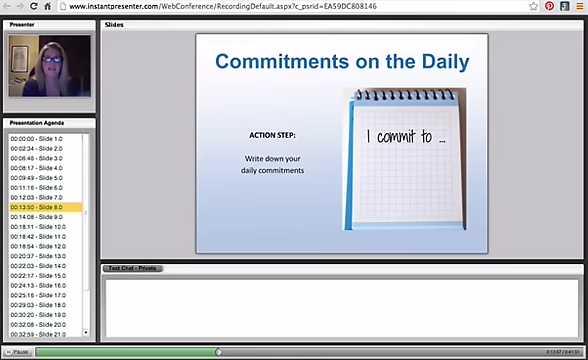 www.instantpresenter.com/WebConference/RecordingDefault.aspx?c_psrid=EA59DC808146
Presenter
Slides
Commitments on the Daily
ACTION STEP:
Write down your
daily commitments
I commit to ...
Presentation Agenda
00:00:00 - Slide 1.0
00:02:34 - Slide 2.0
00:06:46 - Slide 3.0
00:08:17 - Slide 4.0
00:09:49 - Slide 5.0
00:11:16 - Slide 6.0
00:12:03 - Slide 7.0
00:13:50 - Slide 8.0
00:14:08 - Slide 9.0
00:18:11 - Slide 10.0
00:18:42 - Slide 11.0
00:18:54 - Slide 12.0
00:20:37 - Slide 13.0
00:22:03 - Slide 14.0
00:22:17 - Slide 15.0
00:24:13 - Slide 16.0
00:25:16 - Slide 17.0
00:29:03 - Slide 18.0
00:30:20 - Slide 19.0
00:32:08 - Slide 20.0
00:32:59 - Slide 21.0
Text Chat - Private
Pause